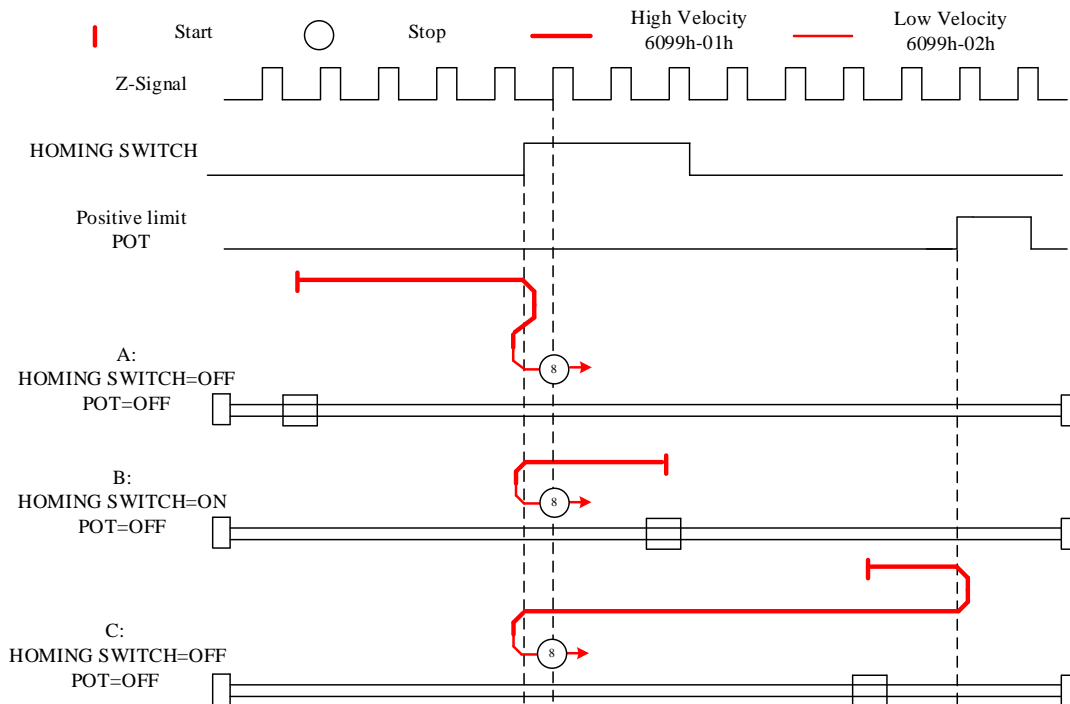 Start
Stop
High Velocity
6099h-01h
Low Velocity
6099h-02h
Z-Signal
HOMING SWITCH
Positive limit
POT
A:
HOMING SWITCH=OFF
POT=OFF
8
B:
HOMING SWITCH=ON
POT=OFF
8
C:
HOMING SWITCH=OFF
POT=OFF
8